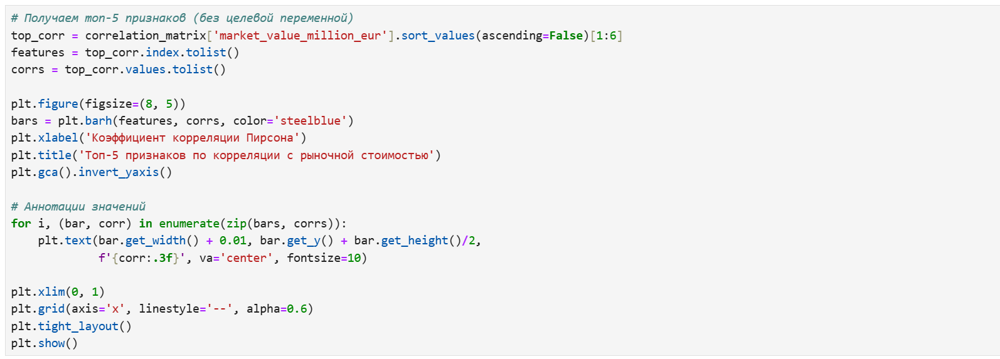 # Получаем топ-5 признаков (без целевой переменной)
top_corr = correlation_matrix['market_value_million_eur'].sort_values(ascending=False)[1:6]
features = top_corr.index.tolist()
corrs = top_corr.values.tolist()

plt.figure(figsize=(8, 5))
bars = plt.barh(features, corrs, color='steelblue')
plt.xlabel('Коэффициент корреляции Пирсона')
plt.title('Топ-5 признаков по корреляции с рыночной стоимостью')
plt.gca().invert_yaxis()

# Аннотации значений
for i, (bar, corr) in enumerate(zip(bars, corrs)):
    plt.text(bar.get_width() + 0.01, bar.get_y() + bar.get_height()/2,
             f'{corr:.3f}', va='center', fontsize=10)

plt.xlim(0, 1)
plt.grid(axis='x', linestyle='--', alpha=0.6)
plt.tight_layout()
plt.show()